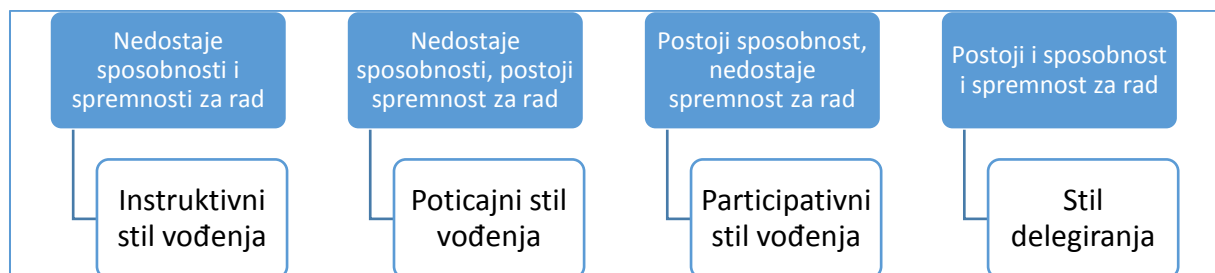 Nedostaje
sposobnosti i
spremnosti za rad
Instruktivni
stil vođenja
Nedostaje
sposobnosti, postoji
spremnost za rad
Poticajni stil
vođenja
Postoji sposobnost,
nedostaje
spremnost za rad
Participativni
stil vođenja
Postoji i sposobnost
i spremnost za rad
Stil
delegiranja